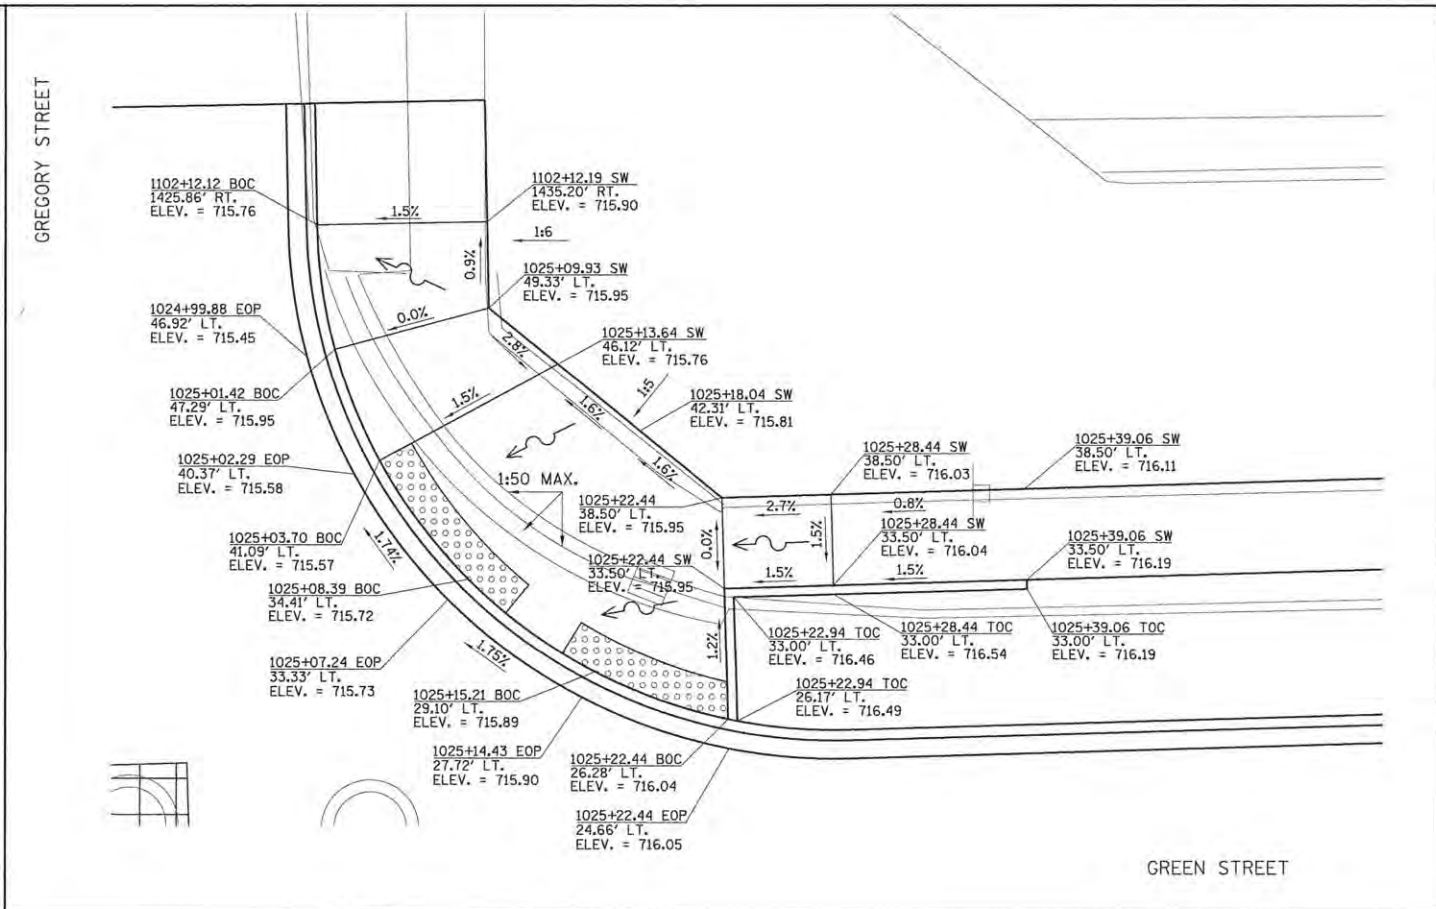 GREGORY STREET
1102+12.12 BOC
1425.86' RT.
ELEV. = 715.76
1102+12.19 SW
1435.20' RT.
ELEV. = 715.90
1.5%
1:6
0.9%
1025+09.93 SW
49.33' LT.
ELEV. = 715.95
1024+99.88 EOP
46.92' LT.
ELEV. = 715.45
0.0%
2.8%
1025+13.64 SW
46.12' LT.
ELEV. = 715.76
1025+01.42 BOC
47.29' LT.
ELEV. = 715.95
1.5%
1.6%
1:5
1025+18.04 SW
42.31' LT.
ELEV. = 715.81
1025+02.29 EOP
40.37' LT.
ELEV. = 715.58
1:50 MAX.
1.6%
1025+28.44 SW
38.50' LT.
ELEV. = 716.03
1025+39.06 SW
38.50' LT.
ELEV. = 716.11
1025+22.44
38.50' LT.
ELEV. = 715.95
2.7%
0.8%
1025+03.70 BOC
41.09' LT.
ELEV. = 715.57
1.74%
0.0%
1.5%
1025+28.44 SW
33.50' LT.
ELEV. = 716.04
1025+39.06 SW
33.50' LT.
ELEV. = 716.19
1025+22.44 SW
33.50' LT.
ELEV. = 715.95
1.5%
1.5%
1025+08.39 BOC
34.41' LT.
ELEV. = 715.72
1.2%
1025+22.94 TOC
33.00' LT.
ELEV. = 716.46
1025+28.44 TOC
33.00' LT.
ELEV. = 716.54
1025+39.06 TOC
33.00' LT.
ELEV. = 716.19
1025+07.24 EOP
33.33' LT.
ELEV. = 715.73
1.75%
1025+15.21 BOC
29.10' LT.
ELEV. = 715.89
1025+22.94 TOC
26.17' LT.
ELEV. = 716.49
1025+14.43 EOP
27.72' LT.
ELEV. = 715.90
1025+22.44 BOC
26.28' LT.
ELEV. = 716.04
1025+22.44 EOP
24.66' LT.
ELEV. = 716.05
GREEN STREET